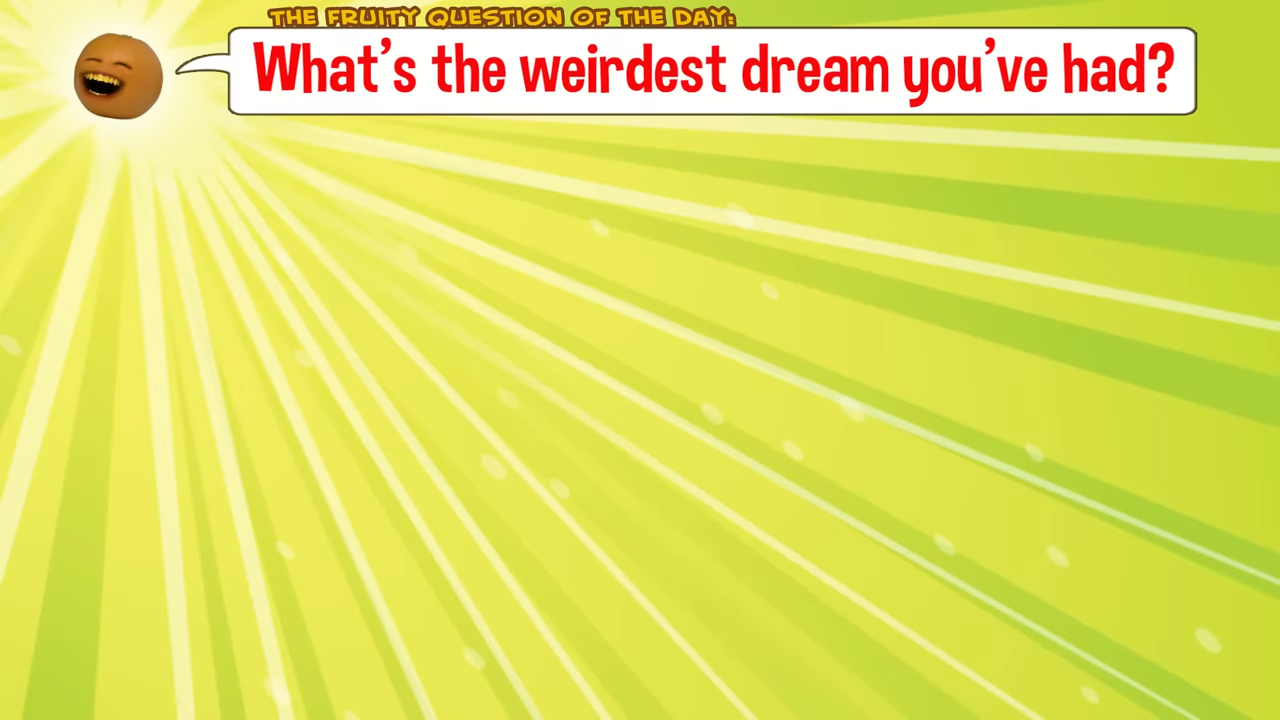 THE FRUITY QUESTION OF THE DAY:
What's the weirdest dream you've had?